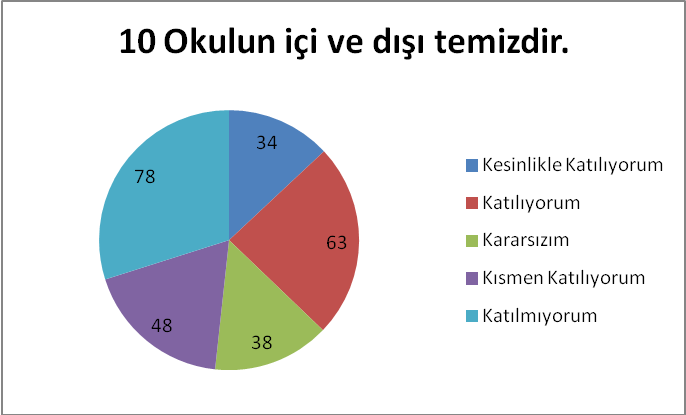 10 Okulun içi ve dışı temizdir.
34
63
38
48
78
Kesinlikle Katılıyorum
Katılıyorum
Kararsızım
Kısmen Katılıyorum
Katılmıyorum